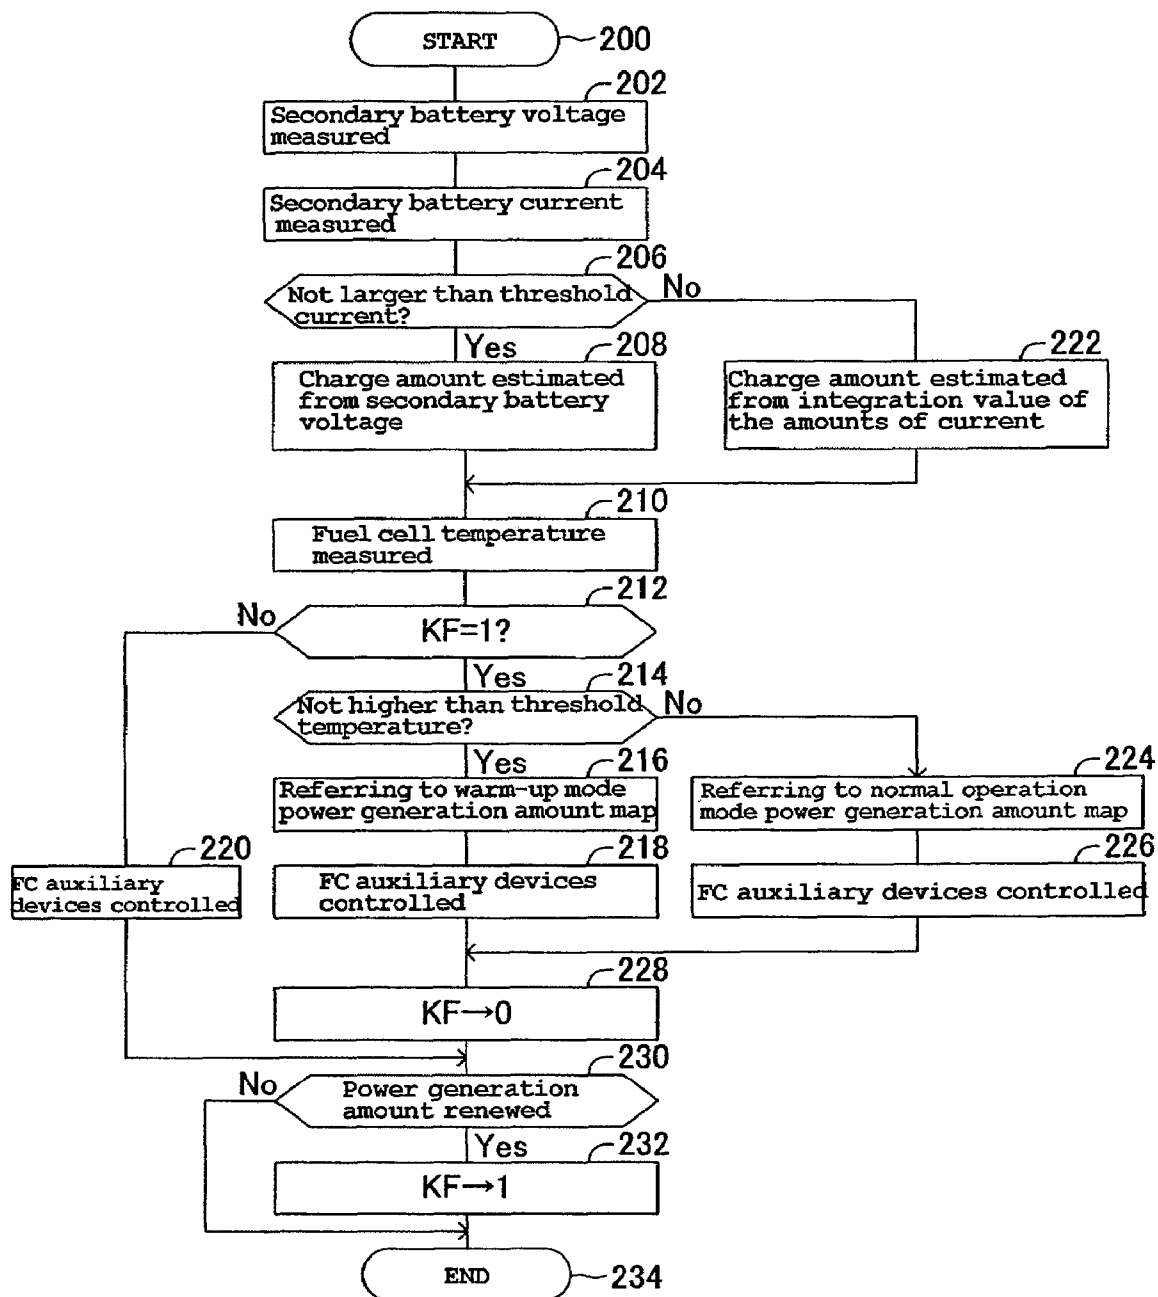 START
200
202
Secondary battery voltage
measured
204
Secondary battery current
measured
206
Not larger than threshold
current?
No
Yes
208
Charge amount estimated
from secondary battery
voltage
222
Charge amount estimated
from integration value of
the amounts of current
210
Fuel cell temperature
measured
212
No
KF=1?
Yes
214
Not higher than threshold
temperature?
No
Yes
216
Referring to warm-up mode
power generation amount map
224
Referring to normal operation
mode power generation amount map
220
FC auxiliary
devices controlled
218
FC auxiliary devices
controlled
226
FC auxiliary devices controlled
228
KF→0
230
No
Power generation
amount renewed
Yes
232
KF→1
END
234